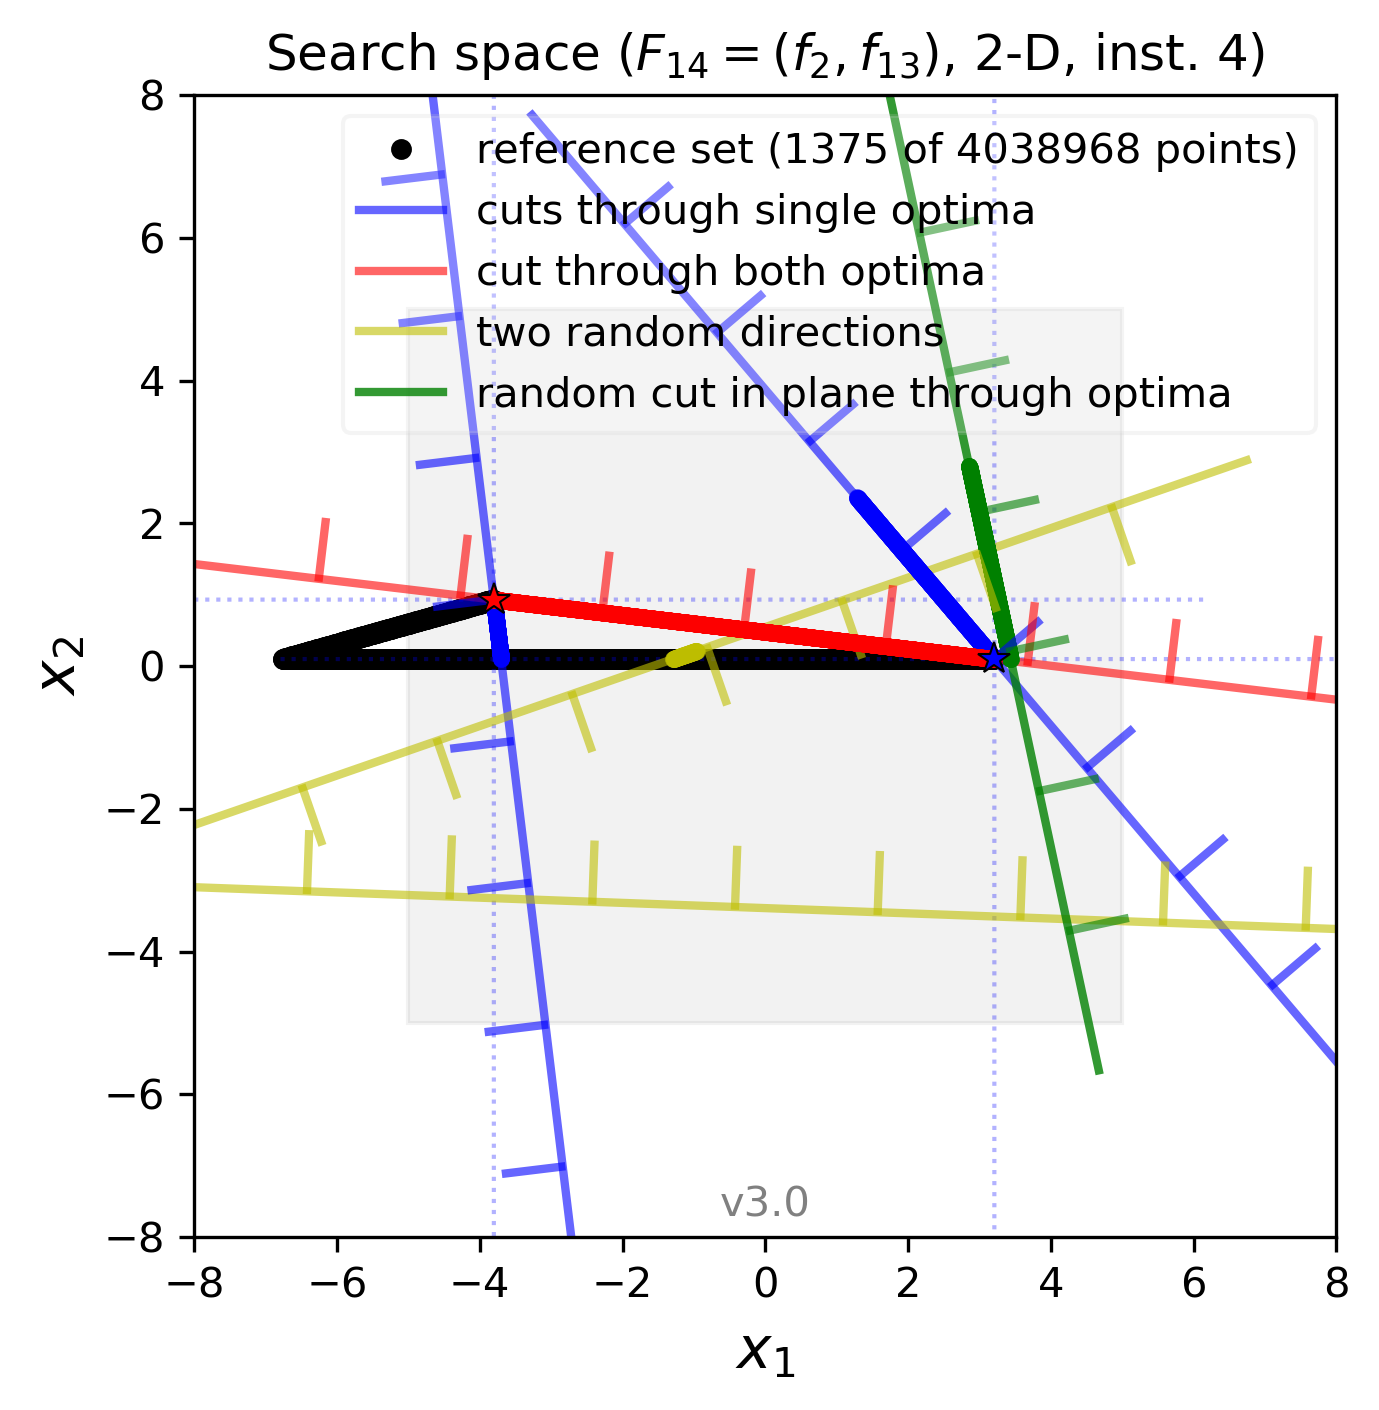 Search space (F₁₄ = (f₂, f₁₃), 2-D, inst. 4)
8
6
4
2
0
−2
−4
−6
−8
x₂
reference set (1375 of 4038968 points)
cuts through single optima
cut through both optima
two random directions
random cut in plane through optima
v3.0
−8 −6 −4 −2 0 2 4 6 8
x₁